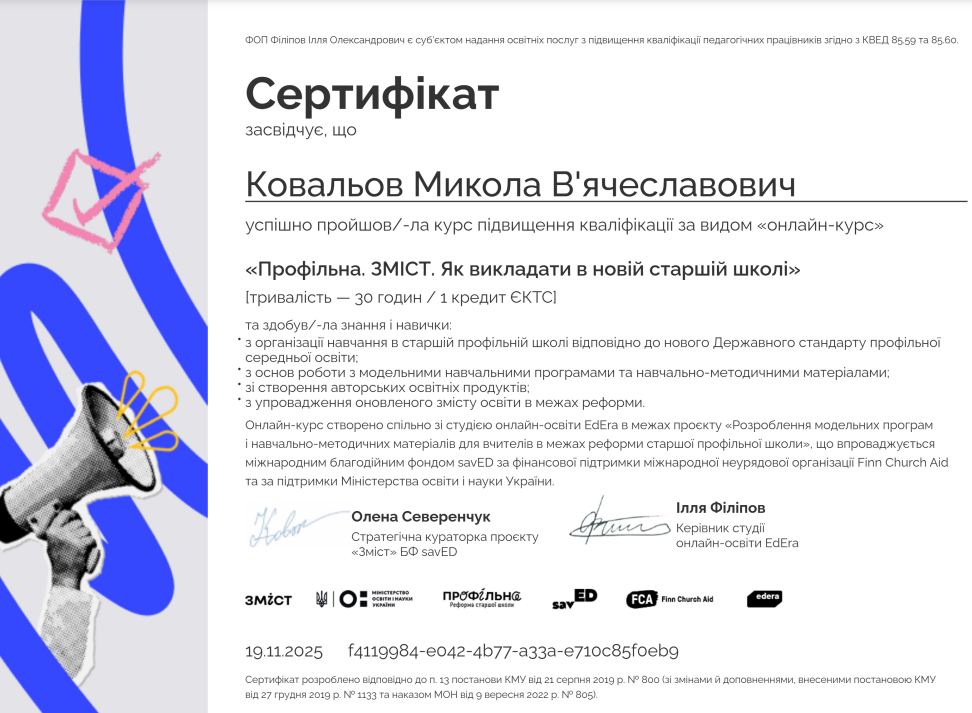 ФОП Філіпов Ілля Олександрович є суб'єктом надання освітніх послуг з підвищення кваліфікації педагогічних працівників згідно з КВЕД 85.59 та 85.60.
Сертифікат
засвідчує, що
Ковальов Микола В'ячеславович
успішно пройшов/-ла курс підвищення кваліфікації за видом «онлайн-курс»
«Профільна. ЗМІСТ. Як викладати в новій старшій школі»
[тривалість — 30 годин / 1 кредит ЄКТС]
та здобув/-ла знання і навички:
• з організації навчання в старшій профільній школі відповідно до нового Державного стандарту профільної
середньої освіти;
• з основ роботи з модельними навчальними програмами та навчально-методичними матеріалами;
• зі створення авторських освітніх продуктів;
• з упровадження оновленого змісту освіти в межах реформи.
Онлайн-курс створено спільно зі студією онлайн-освіти EdEra в межах проєкту «Розроблення модельних програм
і навчально-методичних матеріалів для вчителів в межах реформи старшої профільної школи», що впроваджується
міжнародним благодійним фондом savED за фінансової підтримки міжнародної неурядової організації Finn Church Aid
та за підтримки Міністерства освіти і науки України.
Олена Северенчук
Стратегічна кураторка проєкту
«Зміст» БФ savED
Ілля Філіпов
Керівник студії
онлайн-освіти EdEra
ЗМІСТ
МІНІСТЕРСТВО
ОСВІТИ І НАУКИ
УКРАЇНИ
ПРОФІЛЬНА
Реформа старшої школи
savED
FCA Finn Church Aid
edera
19.11.2025 f4119984-e042-4b77-a33a-e710c85f0eb9
Сертифікат розроблено відповідно до п. 13 постанови КМУ від 21 серпня 2019 р. № 800 (зі змінами й доповненнями, внесеними постановою КМУ
від 27 грудня 2019 р. № 1133 та наказом МОН від 9 вересня 2022 р. № 805).